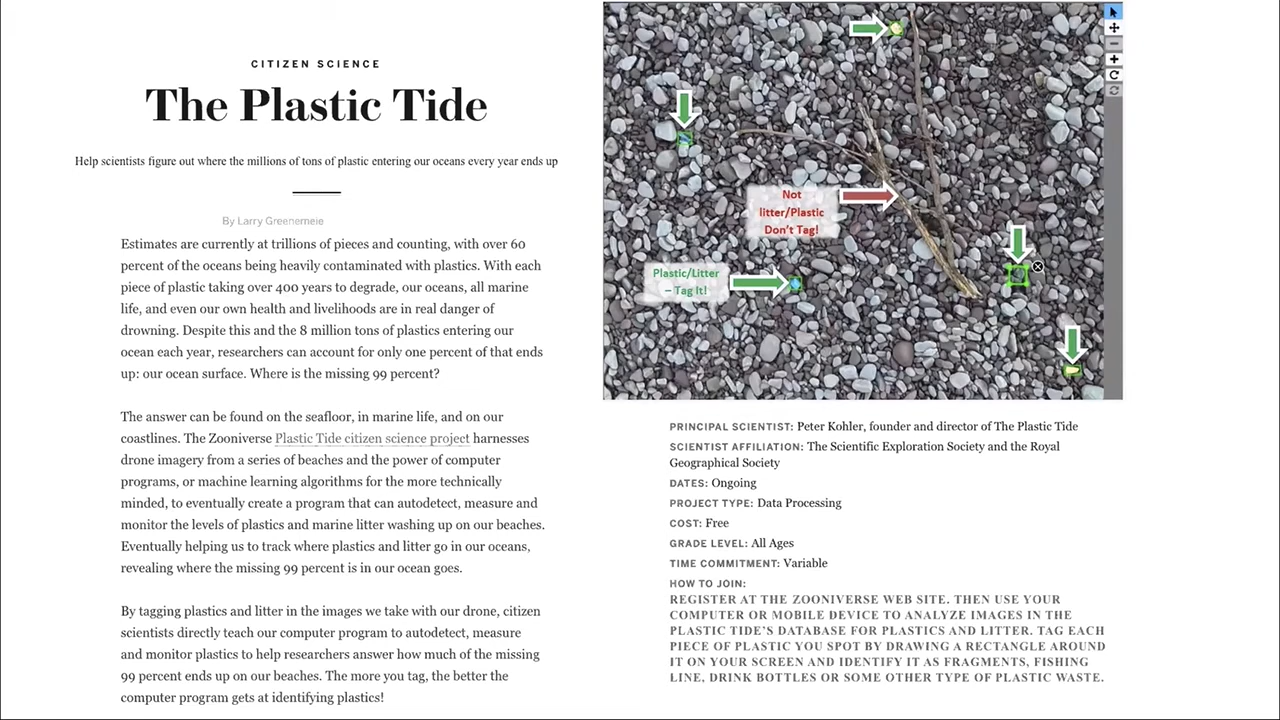 CITIZEN SCIENCE
The Plastic Tide
Help scientists figure out where the millions of tons of plastic entering our oceans every year ends up
By Larry Greenemeie
Estimates are currently at trillions of pieces and counting, with over 60
percent of the oceans being heavily contaminated with plastics. With each
piece of plastic taking over 400 years to degrade, our oceans, all marine
life, and even our own health and livelihoods are in real danger of
drowning. Despite this and the 8 million tons of plastics entering our
ocean each year, researchers can account for only one percent of that ends
up: our ocean surface. Where is the missing 99 percent?
The answer can be found on the seafloor, in marine life, and on our
coastlines. The Zooniverse Plastic Tide citizen science project harnesses
drone imagery from a series of beaches and the power of computer
programs, or machine learning algorithms for the more technically
minded, to eventually create a program that can autodetect, measure and
monitor the levels of plastics and marine litter washing up on our beaches.
Eventually helping us to track where plastics and litter go in our oceans,
revealing where the missing 99 percent is in our ocean goes.
By tagging plastics and litter in the images we take with our drone, citizen
scientists directly teach our computer program to autodetect, measure
and monitor plastics to help researchers answer how much of the missing
99 percent ends up on our beaches. The more you tag, the better the
computer program gets at identifying plastics!
Not
litter/Plastic
Don't Tag!
Plastic/Litter
– Tag It!
PRINCIPAL SCIENTIST: Peter Kohler, founder and director of The Plastic Tide
SCIENTIST AFFILIATION: The Scientific Exploration Society and the Royal
Geographical Society
DATES: Ongoing
PROJECT TYPE: Data Processing
COST: Free
GRADE LEVEL: All Ages
TIME COMMITMENT: Variable
HOW TO JOIN:
REGISTER AT THE ZOONIVERSE WEB SITE. THEN USE YOUR
COMPUTER OR MOBILE DEVICE TO ANALYZE IMAGES IN THE
PLASTIC TIDE'S DATABASE FOR PLASTICS AND LITTER. TAG EACH
PIECE OF PLASTIC YOU SPOT BY DRAWING A RECTANGLE AROUND
IT ON YOUR SCREEN AND IDENTIFY IT AS FRAGMENTS, FISHING
LINE, DRINK BOTTLES OR SOME OTHER TYPE OF PLASTIC WASTE.